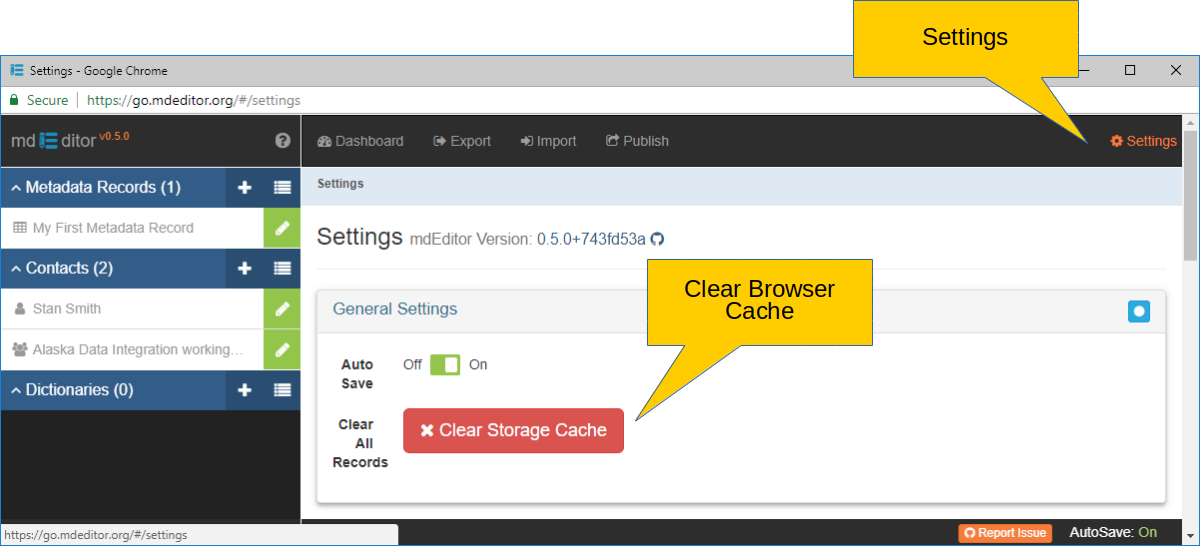 Settings
Settings - Google Chrome
Secure https://go.mdeditor.org/#/settings
md ditor v0.5.0
Dashboard Export Import Publish Settings
Metadata Records (1)
Settings
My First Metadata Record
Settings mdEditor Version: 0.5.0+743fd53a
Contacts (2)
Clear Browser
Cache
Stan Smith
General Settings
Alaska Data Integration working...
Auto
Save
Off On
Dictionaries (0)
Clear
All
Records
Clear Storage Cache
https://go.mdeditor.org/#/settings
Report Issue AutoSave: On